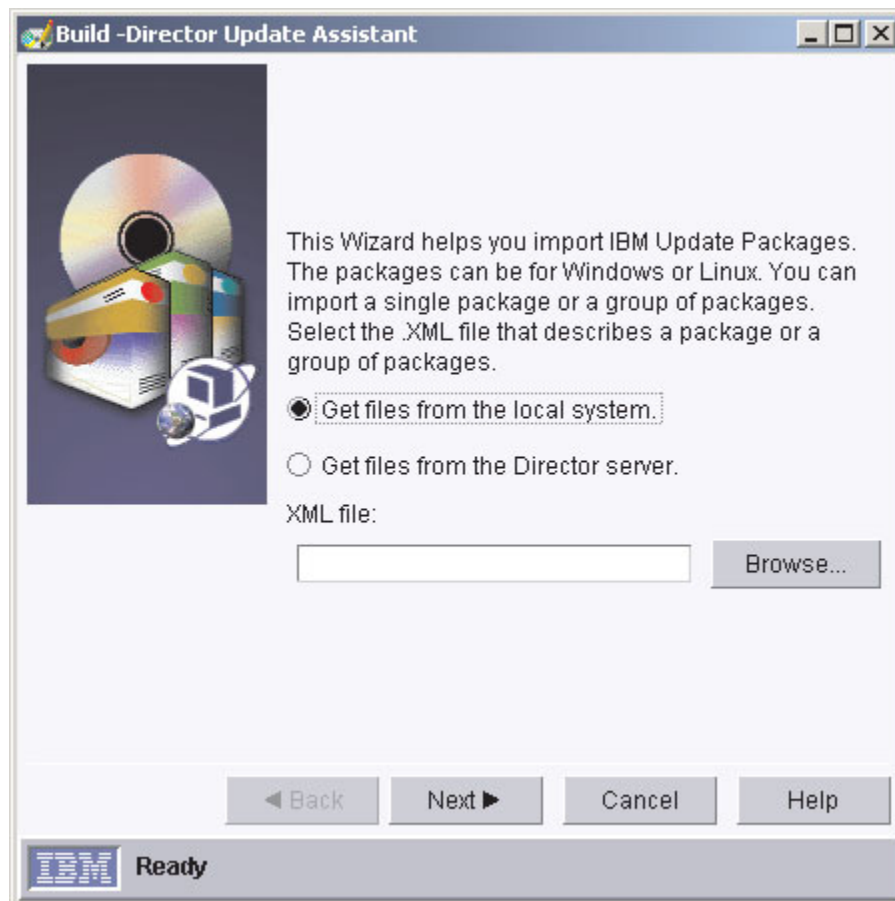 Build -Director Update Assistant
This Wizard helps you import IBM Update Packages.
The packages can be for Windows or Linux. You can
import a single package or a group of packages.
Select the .XML file that describes a package or a
group of packages.
Get files from the local system.
Get files from the Director server.
XML file:
Browse...
Back Next Cancel Help
IBM Ready